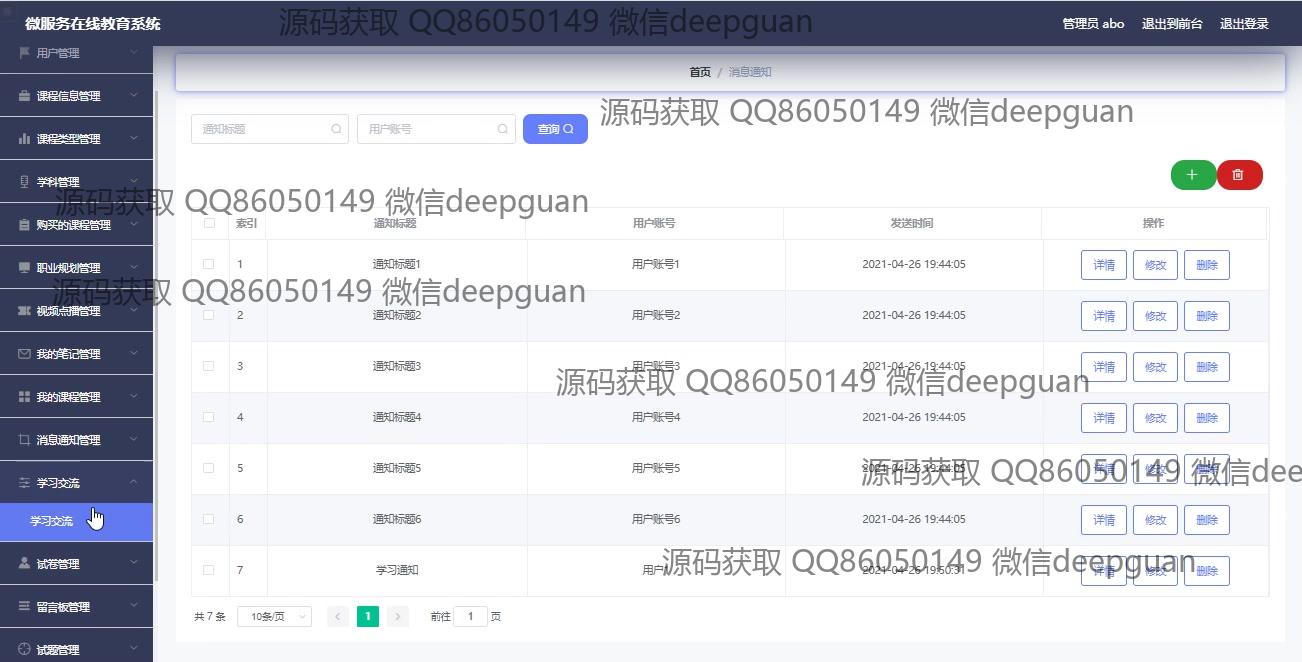 微服务在线教育系统
源码获取 QQ86050149 微信deepguan
管理员 abo 退出到前台 退出登录
用户管理
课程信息管理
课程类型管理
学科管理
购买的课程管理
职业规划管理
视频点播管理
我的笔记管理
我的课程管理
消息通知管理
学习交流
学习交流
试卷管理
留言板管理
试题管理
首页 / 消息通知
源码获取 QQ86050149 微信deepguan
通知标题 用户账号 查询
源码获取 QQ86050149 微信deepguan
索引 通知标题 用户账号 发送时间 操作
1 通知标题1 用户账号1 2021-04-26 19:44:05 详情 修改 删除
源码获取 QQ86050149 微信deepguan
2 通知标题2 用户账号2 2021-04-26 19:44:05 详情 修改 删除
3 通知标题3 用户账号3 2021-04-26 19:44:05 详情 修改 删除
源码获取 QQ86050149 微信deepguan
4 通知标题4 用户账号4 2021-04-26 19:44:05 详情 修改 删除
5 通知标题5 用户账号5 2021-04-26 19:44:05 详情 修改 删除
源码获取 QQ86050149 微信dee
6 通知标题6 用户账号6 2021-04-26 19:44:05 详情 修改 删除
7 学习通知 用户1 2021-04-26 19:50:31 详情 修改 删除
源码获取 QQ86050149 微信deepguan
共 7 条 10条/页 1 前往 1 页